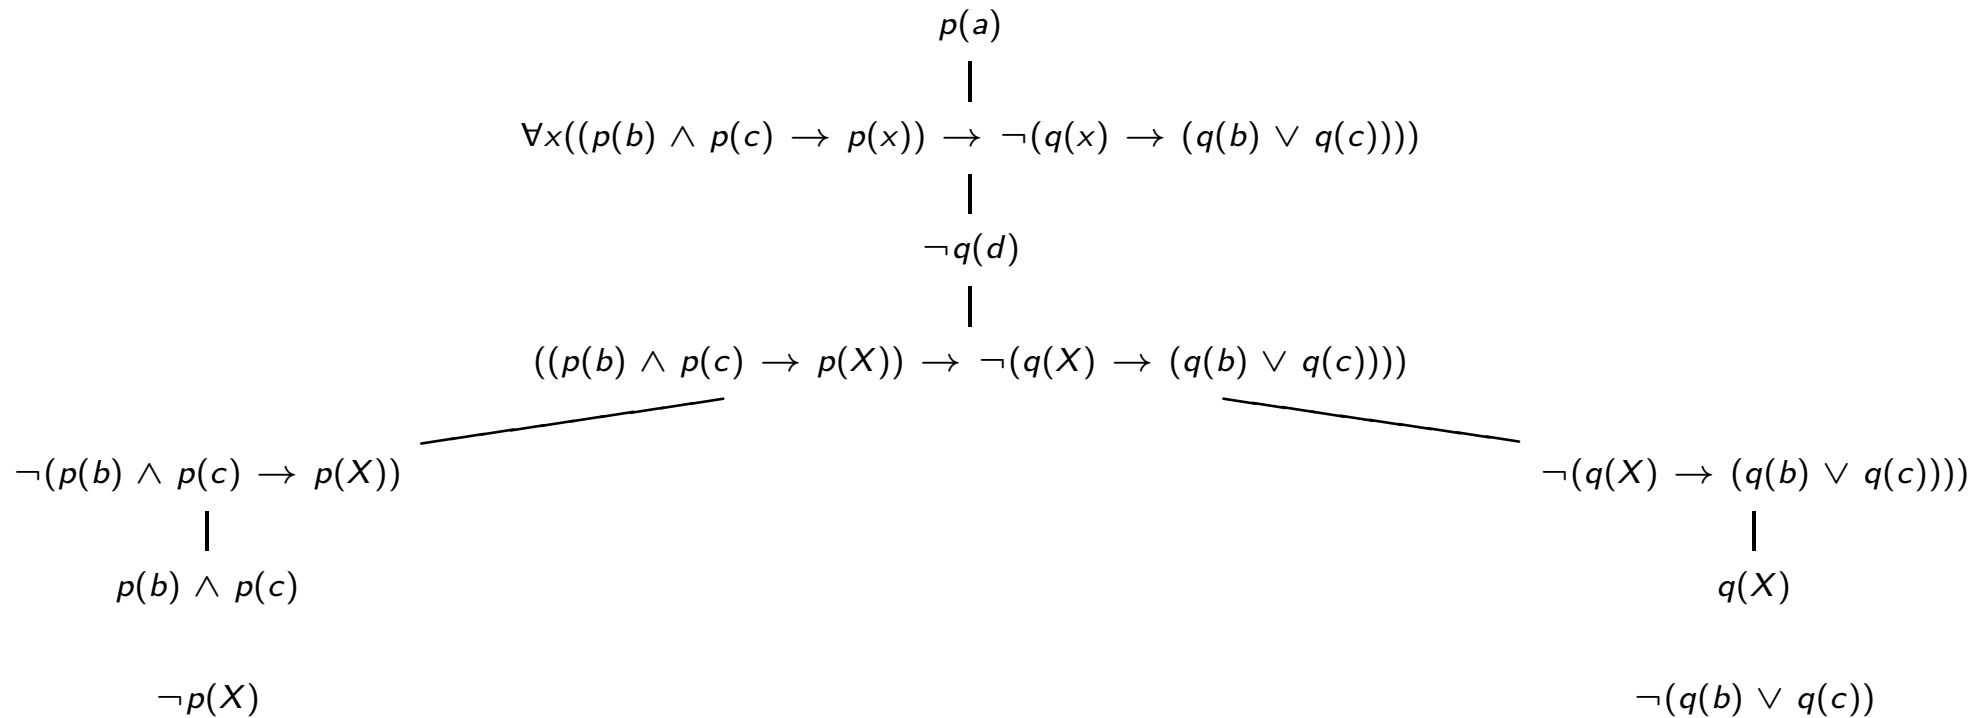 p(a)
∀x((p(b) ∧ p(c) → p(x)) → ¬(q(x) → (q(b) ∨ q(c))))
¬q(d)
((p(b) ∧ p(c) → p(X)) → ¬(q(X) → (q(b) ∨ q(c))))
¬(p(b) ∧ p(c) → p(X)) ¬(q(X) → (q(b) ∨ q(c))))
p(b) ∧ p(c) q(X)
¬p(X) ¬(q(b) ∨ q(c))